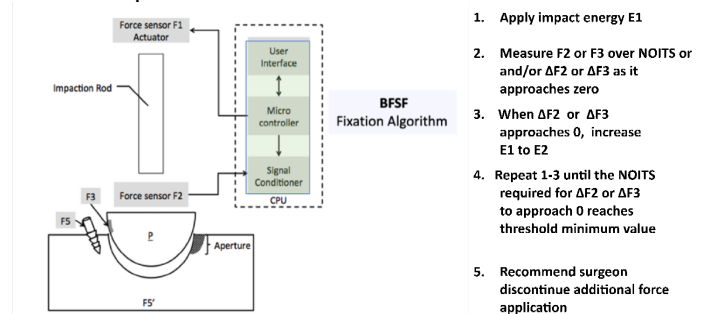 Force sensor F1
Actuator
User
Interface
Impaction Rod
Micro
controller
BFSF
Fixation Algorithm
Signal
Conditioner
CPU
F3
Force sensor F2
F5
P
Aperture
F5'
1. Apply impact energy E1
2. Measure F2 or F3 over NOITS or
and/or ΔF2 or ΔF3 as it
approaches zero
3. When ΔF2 or ΔF3
approaches 0, increase
E1 to E2
4. Repeat 1-3 until the NOITS
required for ΔF2 or ΔF3
to approach 0 reaches
threshold minimum value
5. Recommend surgeon
discontinue additional force
application